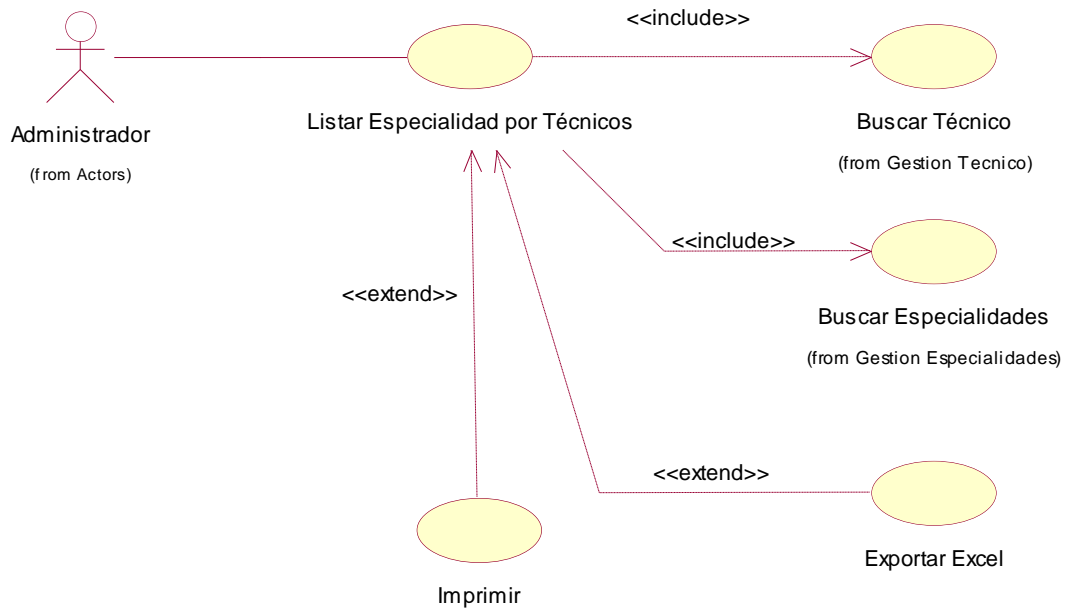 <<include>>
Administrador
(from Actors)
Listar Especialidad por Técnicos
Buscar Técnico
(from Gestion Tecnico)
<<include>>
Buscar Especialidades
(from Gestion Especialidades)
<<extend>>
<<extend>>
Exportar Excel
Imprimir